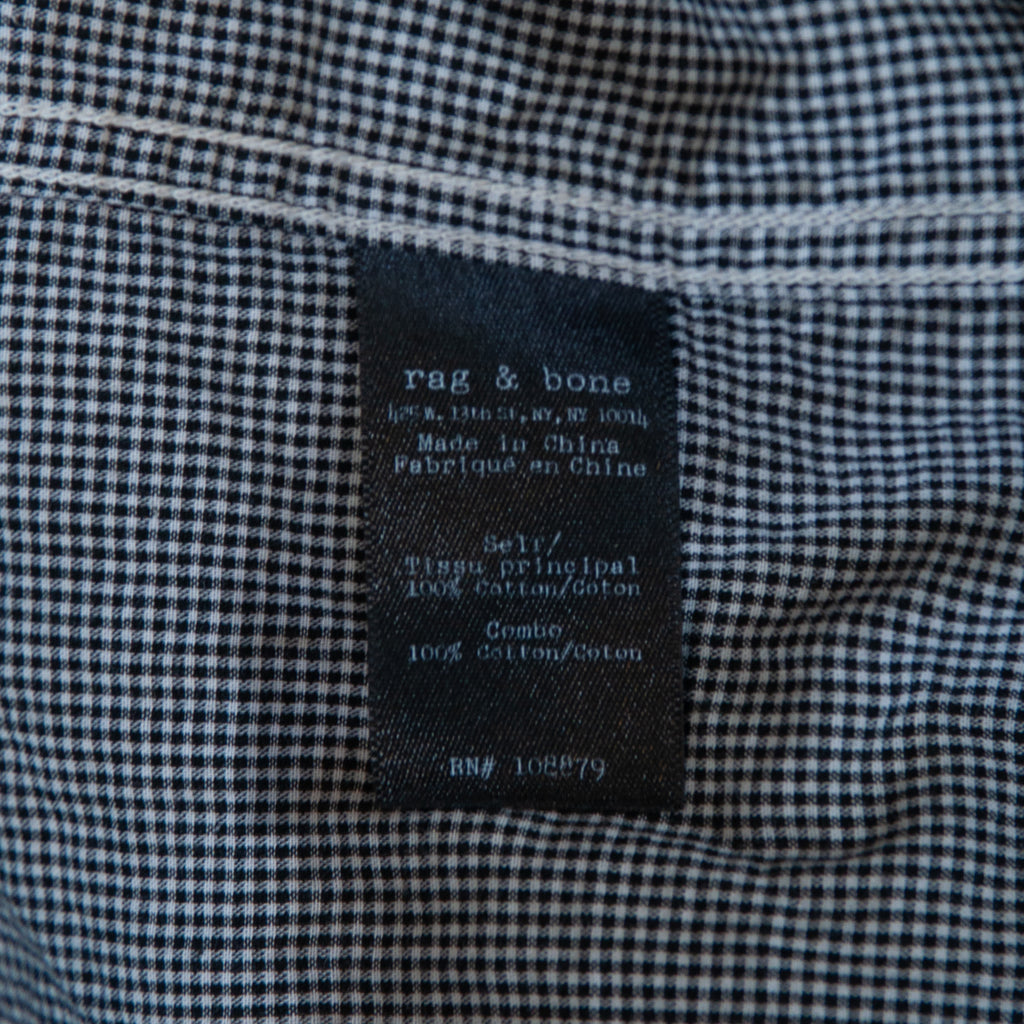 rag & bone
425 W. 13th St, NY, NY 10014
Made in China
Fabriqué en Chine
Self/
Tissu principal
100% Cotton/Coton
Combo
100% Cotton/Coton
RN# 108879